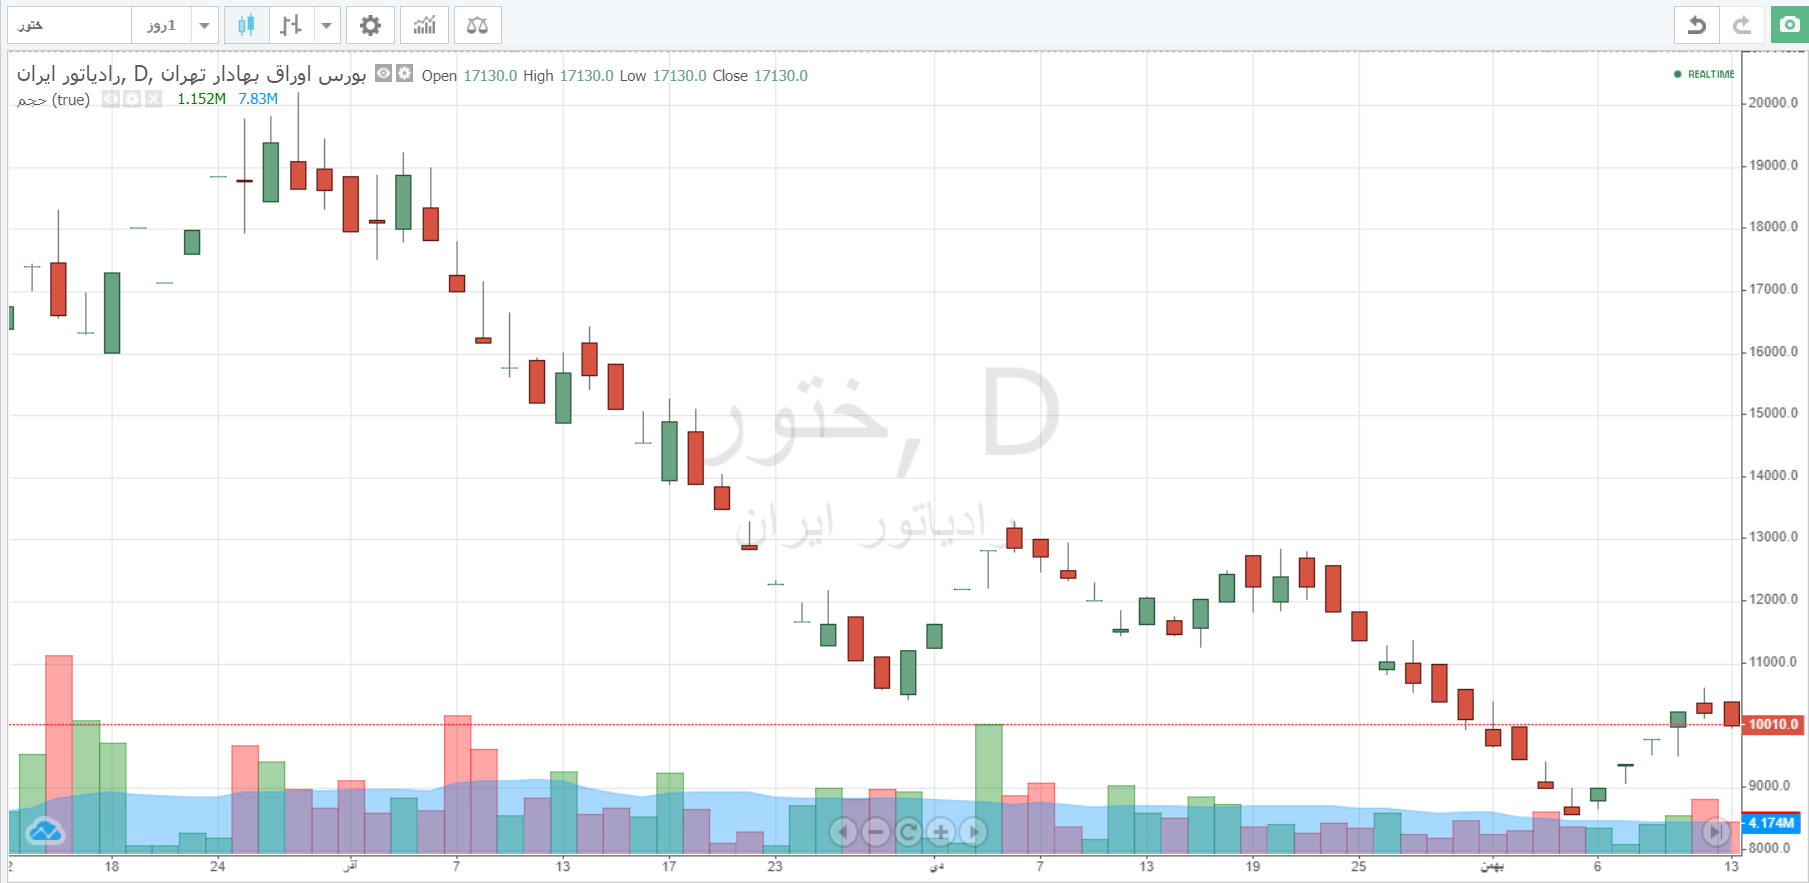 ختور
1روز
رادیاتور ایران, D, بورس اوراق بهادار تهران
Open 17130.0 High 17130.0 Low 17130.0 Close 17130.0
REALTIME
حجم (true) 1.152M 7.83M
20000.0
19000.0
18000.0
17000.0
16000.0
15000.0
14000.0
13000.0
12000.0
11000.0
10010.0
9000.0
4.174M
8000.0
ختور, D
رادیاتور ایران
18 24 آذر 7 13 17 23 دی 7 13 19 25 بهمن 6 13